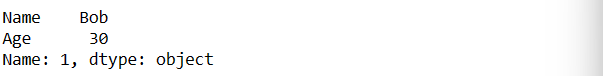 Name    Bob
Age      30
Name: 1, dtype: object